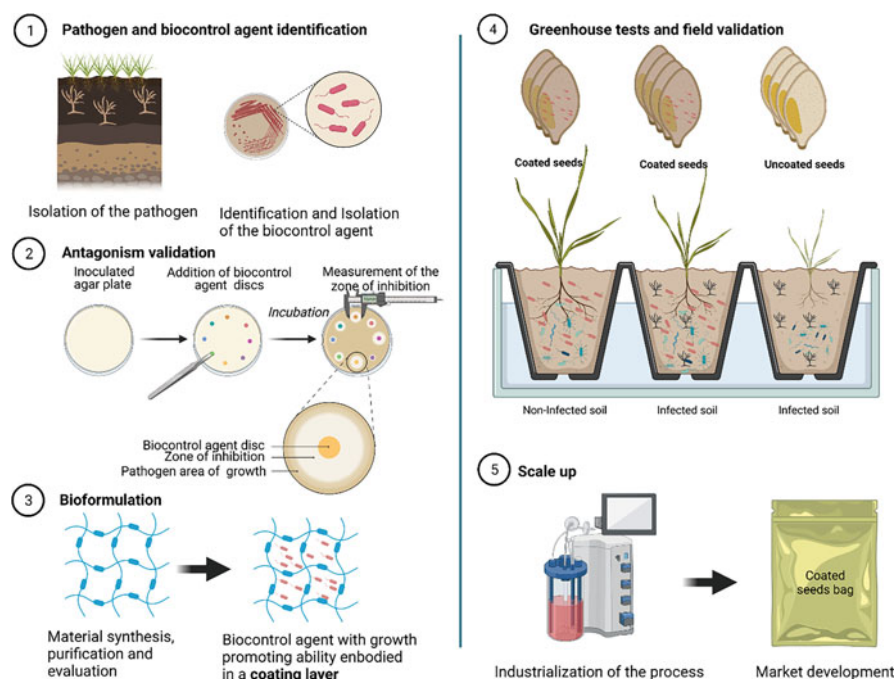 1 Pathogen and biocontrol agent identification
Isolation of the pathogen
Identification and Isolation
of the biocontrol agent
2 Antagonism validation
Inoculated
agar plate
Addition of biocontrol
agent discs
Incubation
Measurement of the
zone of inhibition
Biocontrol agent disc
Zone of inhibition
Pathogen area of growth
3 Bioformulation
Material synthesis,
purification and
evaluation
Biocontrol agent with growth
promoting ability enbodied
in a coating layer
4 Greenhouse tests and field validation
Coated seeds
Coated seeds
Uncoated seeds
Non-Infected soil
Infected soil
Infected soil
5 Scale up
Coated
seeds bag
Industrialization of the process
Market development